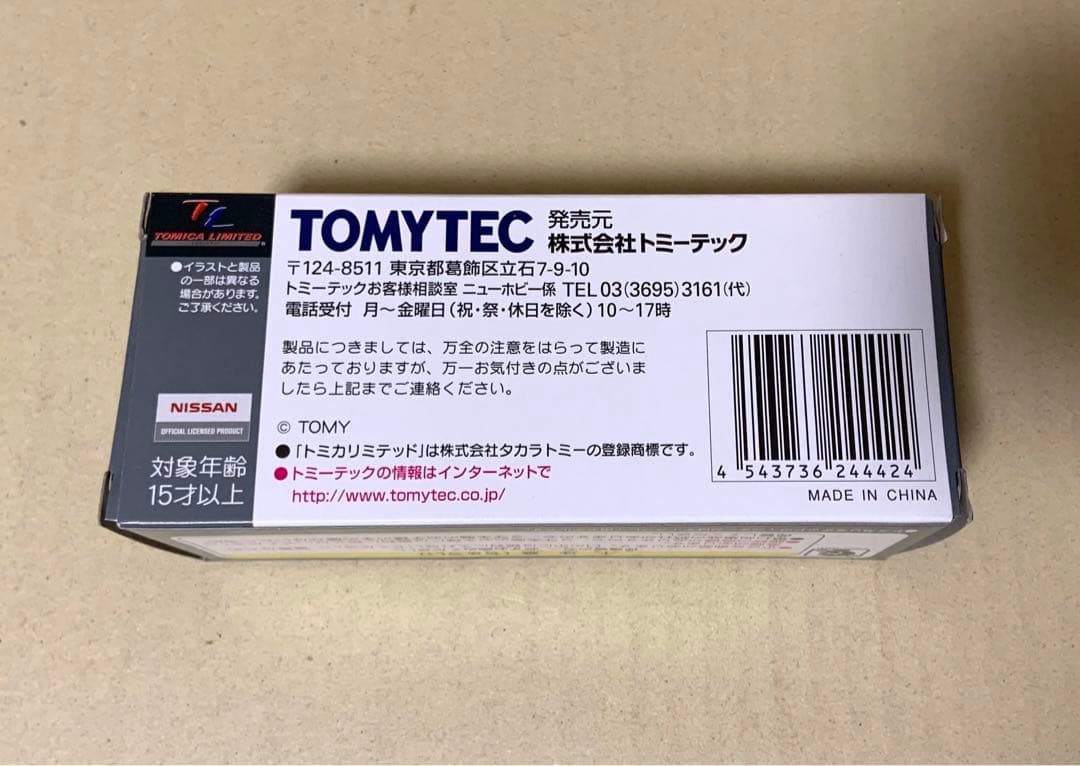 TL
TOMICA LIMITED®
●イラストと製品
の一部は異なる
場合があります。
ご了承ください。
NISSAN
OFFICIAL LICENSED PRODUCT
対象年齢
15才以上
TOMYTEC 発売元
株式会社トミーテック
〒124-8511 東京都葛飾区立石7-9-10
トミーテックお客様相談室 ニューホビー係 TEL 03(3695)3161(代)
電話受付 月～金曜日(祝・祭・休日を除く)10～17時
製品につきましては、万全の注意をはらって製造に
あたっておりますが、万一お気付きの点がございま
したら上記までご連絡ください。
© TOMY
●「トミカリミテッド」は株式会社タカラトミーの登録商標です。
●トミーテックの情報はインターネットで
http://www.tomytec.co.jp/
4 543736 244424
MADE IN CHINA